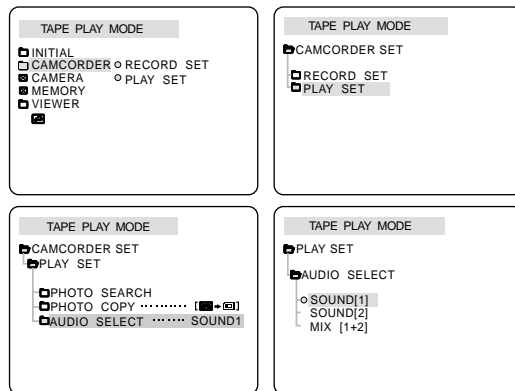 TAPE PLAY MODE
INITIAL
CAMCORDER RECORD SET
CAMERA PLAY SET
MEMORY
VIEWER
TAPE PLAY MODE
CAMCORDER SET
RECORD SET
PLAY SET
TAPE PLAY MODE
CAMCORDER SET
PLAY SET
PHOTO SEARCH
PHOTO COPY ········· [ ]
AUDIO SELECT ······ SOUND1
TAPE PLAY MODE
PLAY SET
AUDIO SELECT
SOUND[1]
SOUND[2]
MIX [1+2]